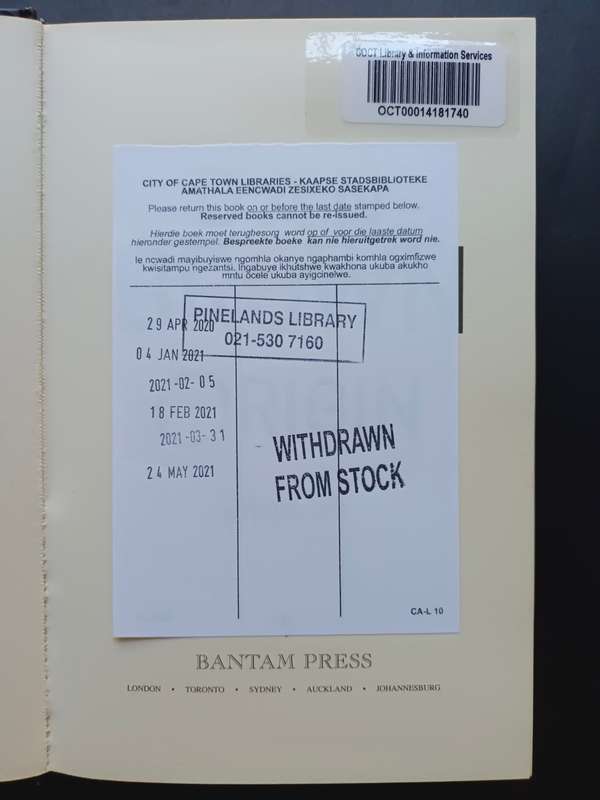 COCT Library & Information Services
OCT00014181740
CITY OF CAPE TOWN LIBRARIES - KAAPSE STADSBIBLIOTEKE
AMATHALA EENCWADI ZESIXEKO SASEKAPA
Please return this book on or before the last date stamped below.
Reserved books cannot be re-issued.
Hierdie boek moet terugbesorg word op of voor die laaste datum
hieronder gestempel. Bespreekte boeke kan nie heruitgetrek word nie.
Ie ncwadi mayibuyiswe ngomhla okanye ngaphambi komhla ogximfizwe
kwisitampu ngezantsi. Ingabuye ikhutshwe kwakhona ukuba akukho
mntu ocele ukuba ayigcinelwe.
PINELANDS LIBRARY
021-530 7160
29 APR 2020
04 JAN 2021
2021-02-05
18 FEB 2021
2021-03-31
24 MAY 2021
WITHDRAWN
FROM STOCK
CA-L 10
BANTAM PRESS
LONDON • TORONTO • SYDNEY • AUCKLAND • JOHANNESBURG